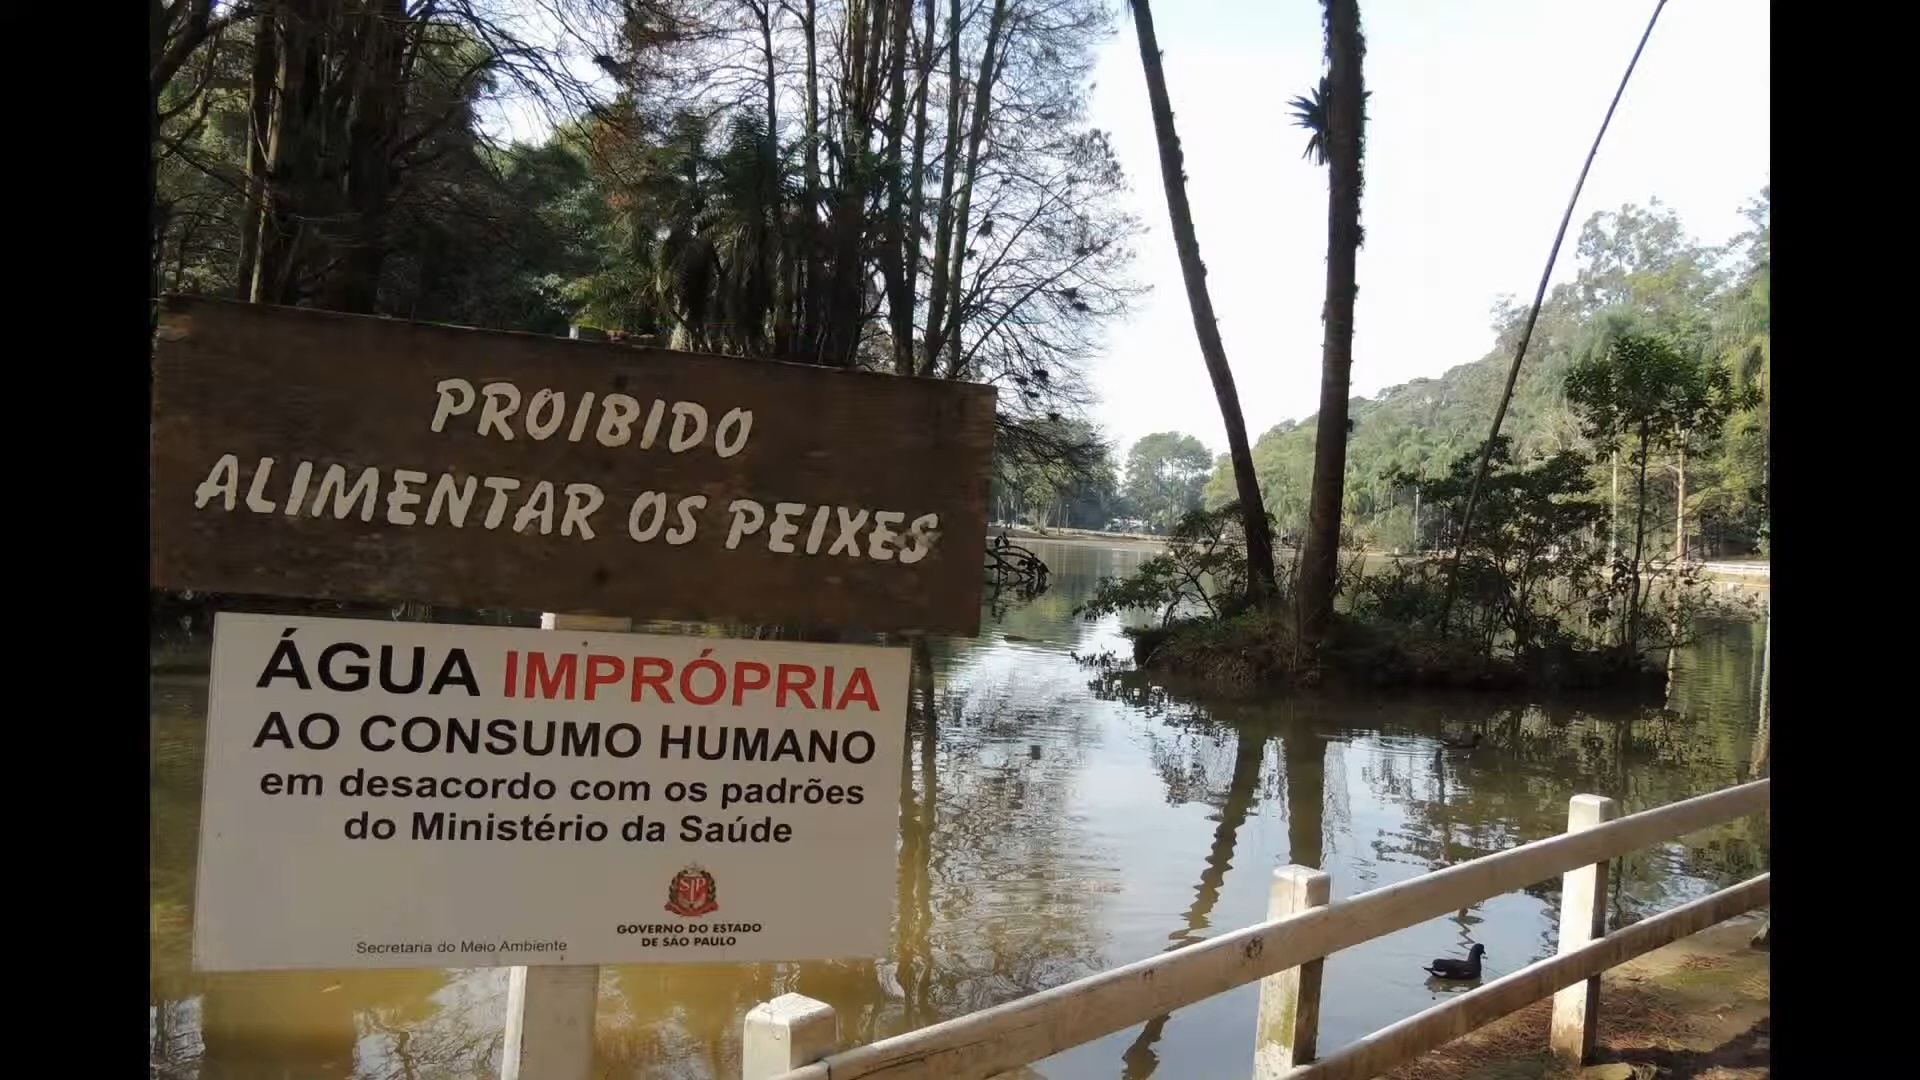 PROIBIDO
ALIMENTAR OS PEIXES
ÁGUA IMPRÓPRIA
AO CONSUMO HUMANO
em desacordo com os padrões
do Ministério da Saúde
SP
GOVERNO DO ESTADO
DE SÃO PAULO
Secretaria do Meio Ambiente